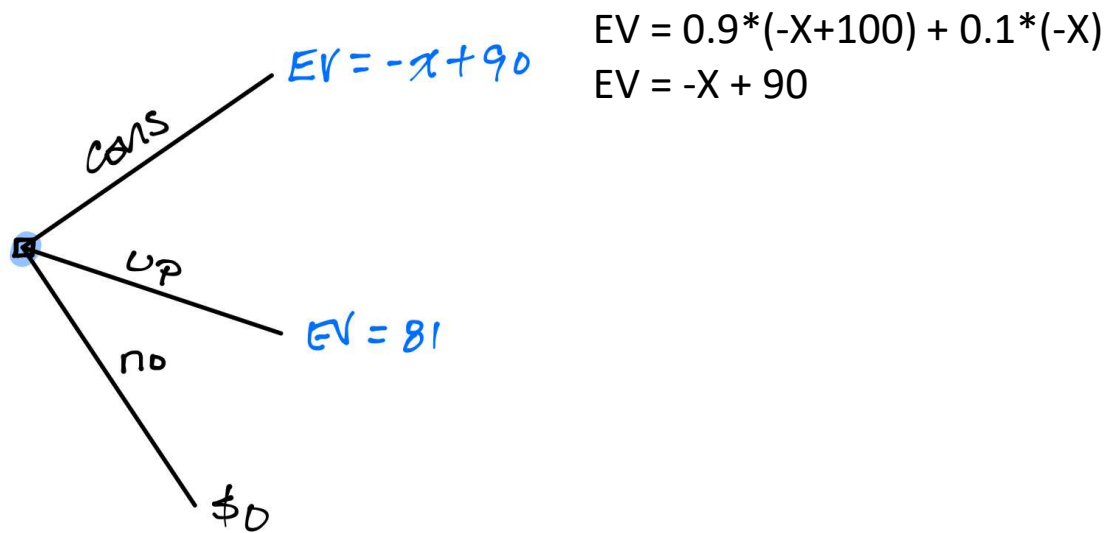 EV = 0.9*(-X+100) + 0.1*(-X)
EV = -X + 90
EV = -x + 90
cons
up
EV = 81
no
$0